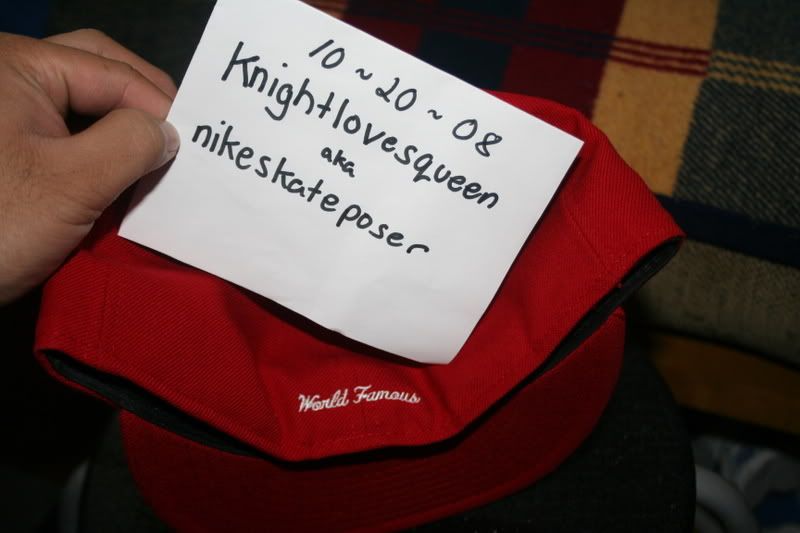 10~20~08
Knightlovesqueen
aka
nikeskateposer
World Famous